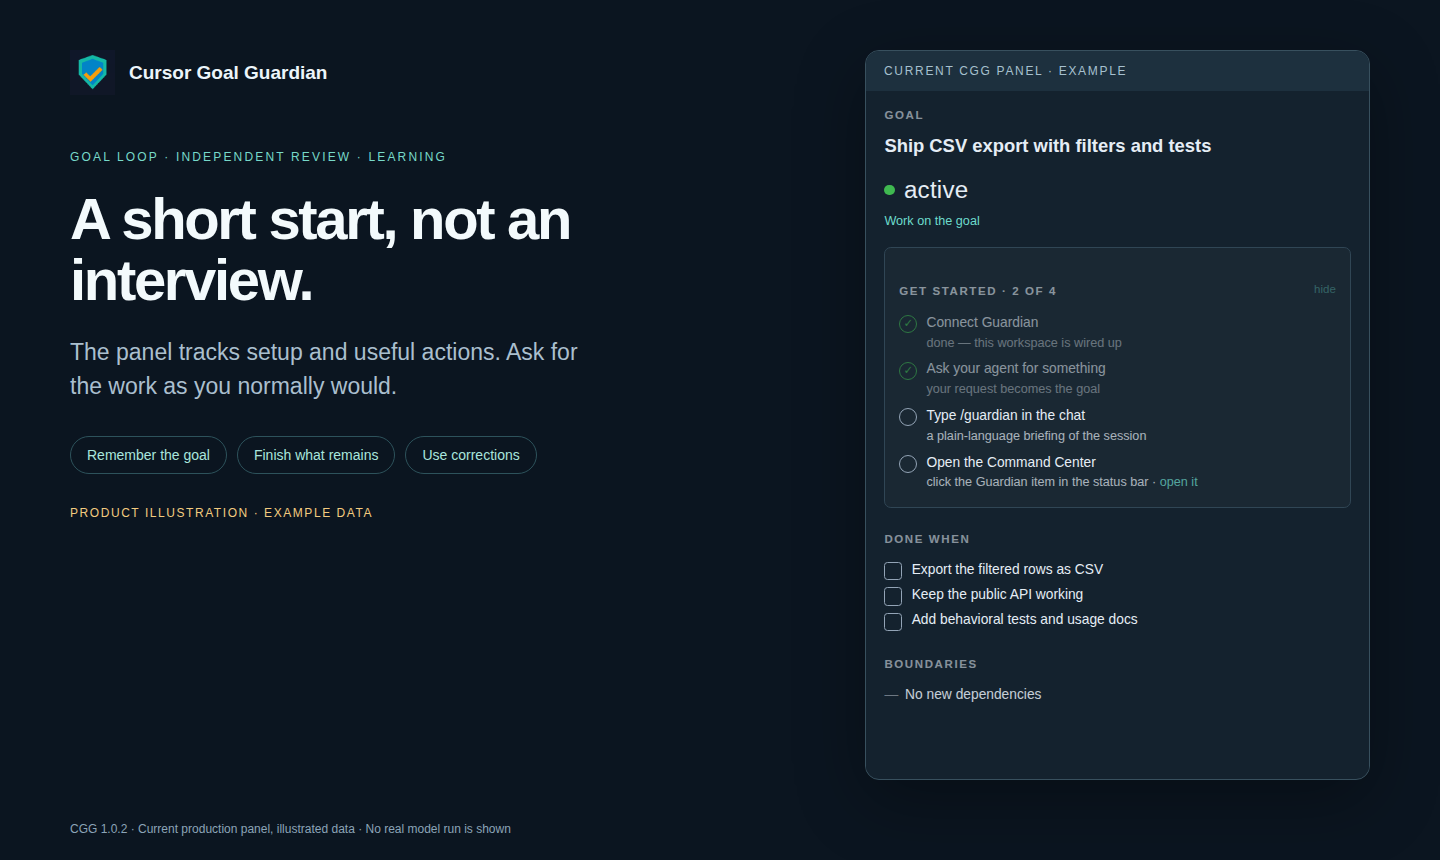 Cursor Goal Guardian
GOAL LOOP · INDEPENDENT REVIEW · LEARNING
A short start, not an
interview.
The panel tracks setup and useful actions. Ask for
the work as you normally would.
Remember the goal
Finish what remains
Use corrections
PRODUCT ILLUSTRATION · EXAMPLE DATA
CURRENT CGG PANEL · EXAMPLE
GOAL
Ship CSV export with filters and tests
active
Work on the goal
GET STARTED · 2 OF 4
hide
Connect Guardian
done — this workspace is wired up
Ask your agent for something
your request becomes the goal
Type /guardian in the chat
a plain-language briefing of the session
Open the Command Center
click the Guardian item in the status bar · open it
DONE WHEN
Export the filtered rows as CSV
Keep the public API working
Add behavioral tests and usage docs
BOUNDARIES
— No new dependencies
CGG 1.0.2 · Current production panel, illustrated data · No real model run is shown